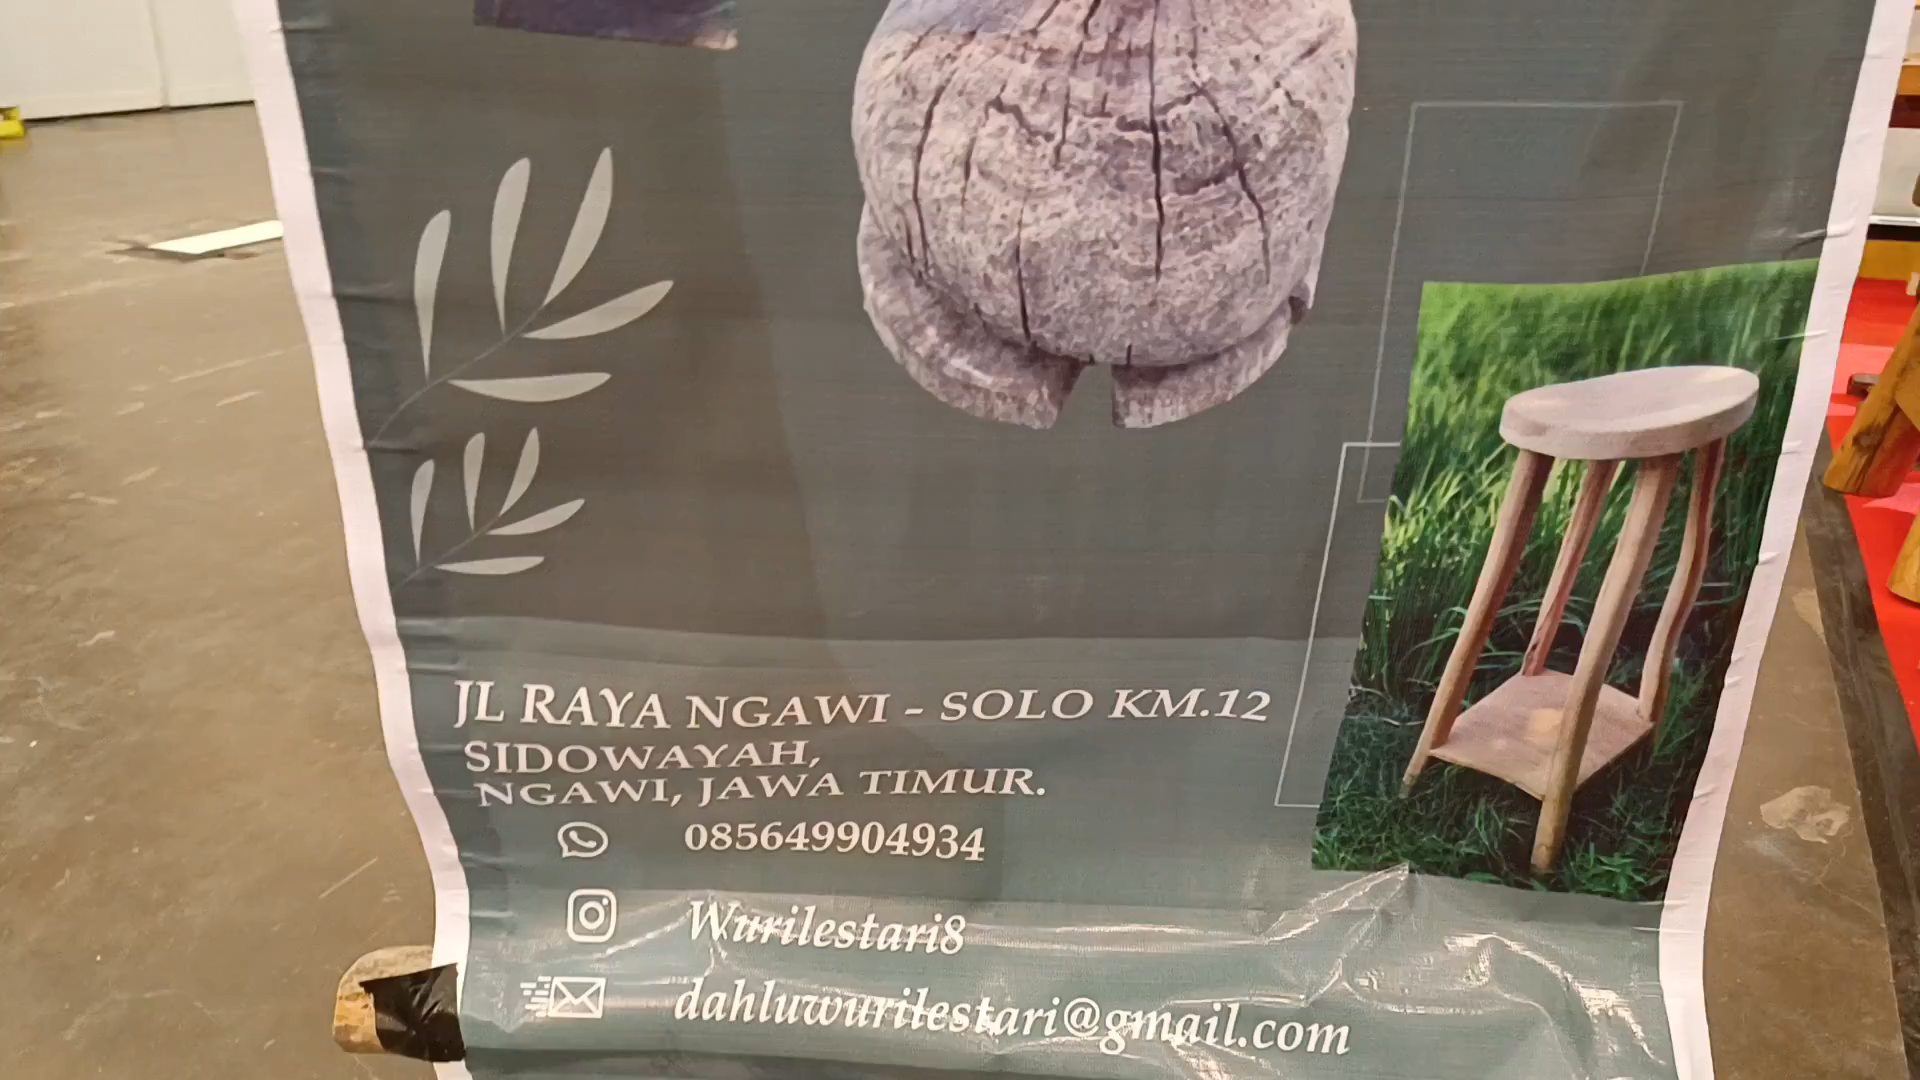 JL RAYA NGAWI - SOLO KM.12
SIDOWAYAH,
NGAWI, JAWA TIMUR.
085649904934
Wurilestari8
dahluwurilestari@gmail.com